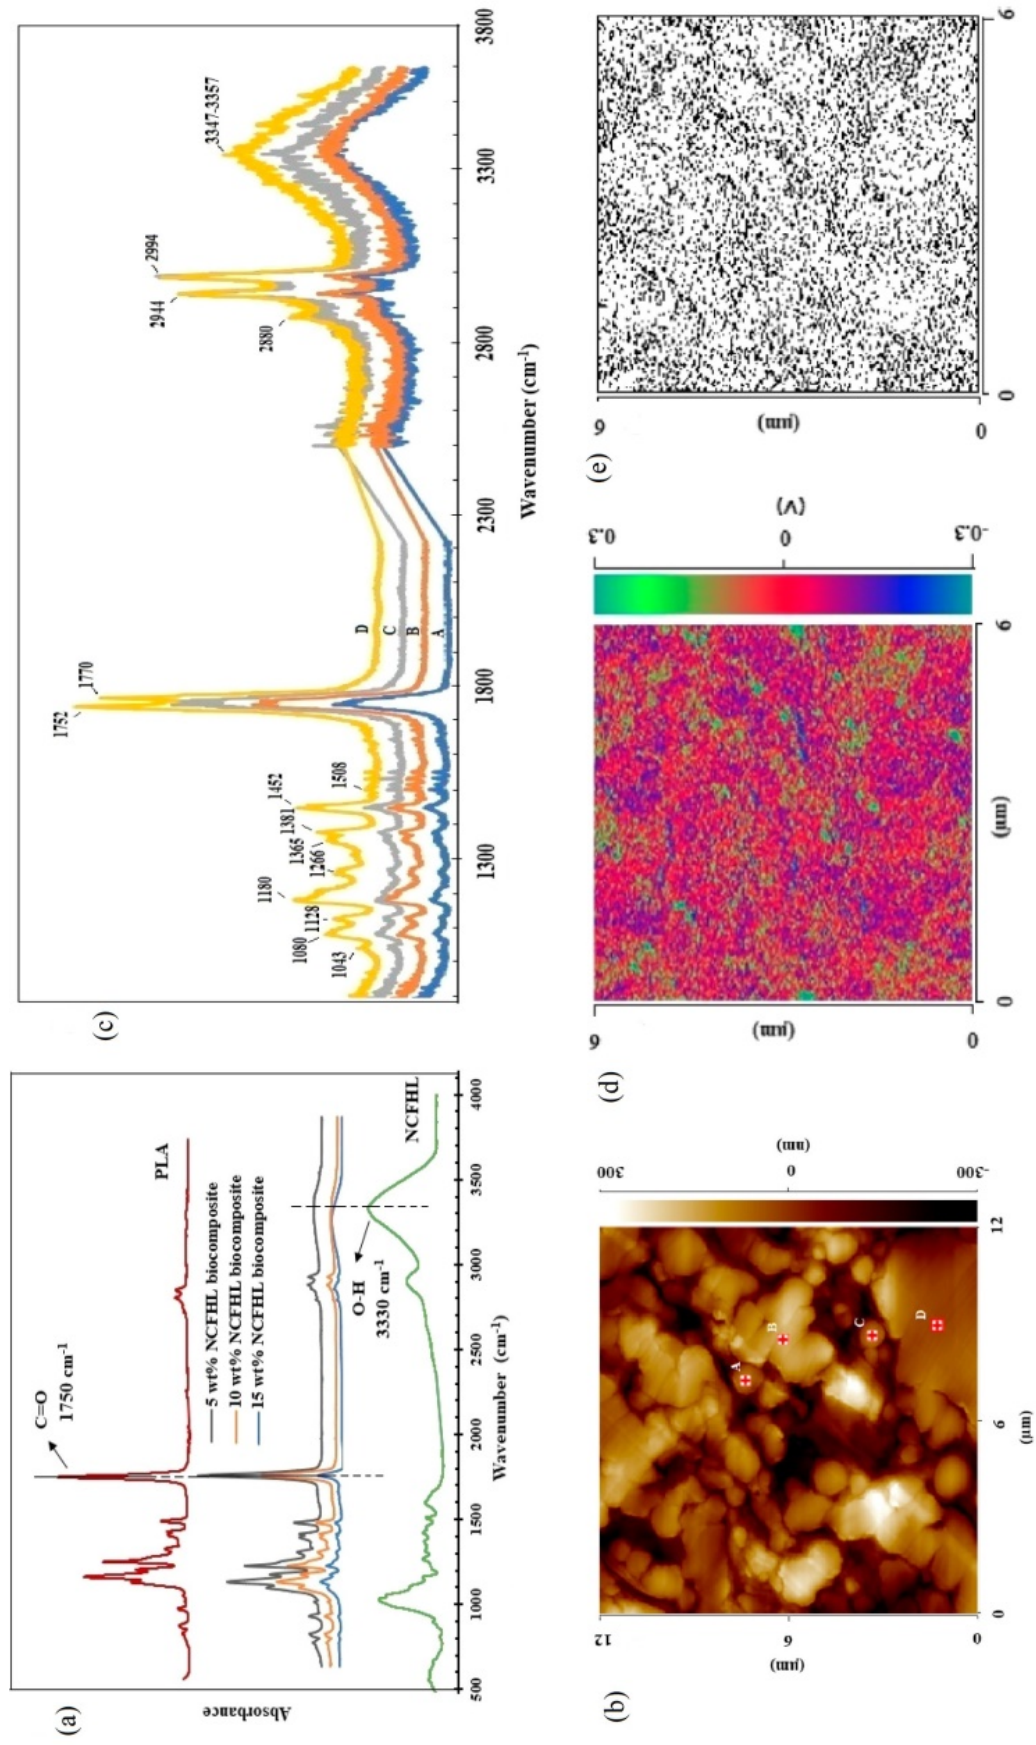 (a)
Absorbance
C=O
1750 cm⁻¹
PLA
5 wt% NCFHL biocomposite
10 wt% NCFHL biocomposite
15 wt% NCFHL biocomposite
O-H
3330 cm⁻¹
NCFHL
500
1000
1500
2000
2500
3000
3500
4000
Wavenumber (cm⁻¹)
(c)
1043
1080
1128
1180
1266
1365
1381
1452
1508
1752
1770
D
C
B
A
2880
2944
2994
3347-3357
1300
1800
2300
2800
3300
3800
Wavenumber (cm⁻¹)
(b)
12
6
0
(µm)
A
B
C
D
0
6
12
(µm)
300
0
-300
(nm)
(d)
6
0
(µm)
0
6
(µm)
0.3
0
-0.3
(V)
(e)
6
0
(µm)
0
6